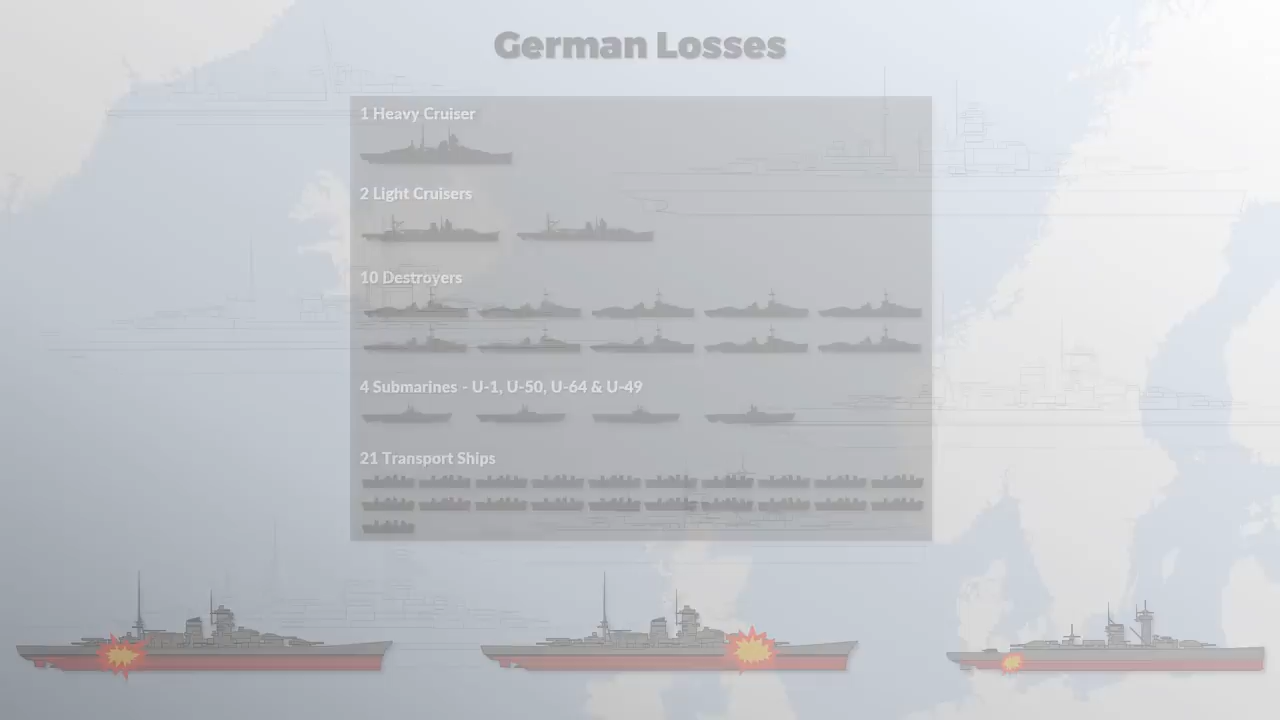 German Losses
1 Heavy Cruiser
2 Light Cruisers
10 Destroyers
4 Submarines - U-1, U-50, U-64 & U-49
21 Transport Ships